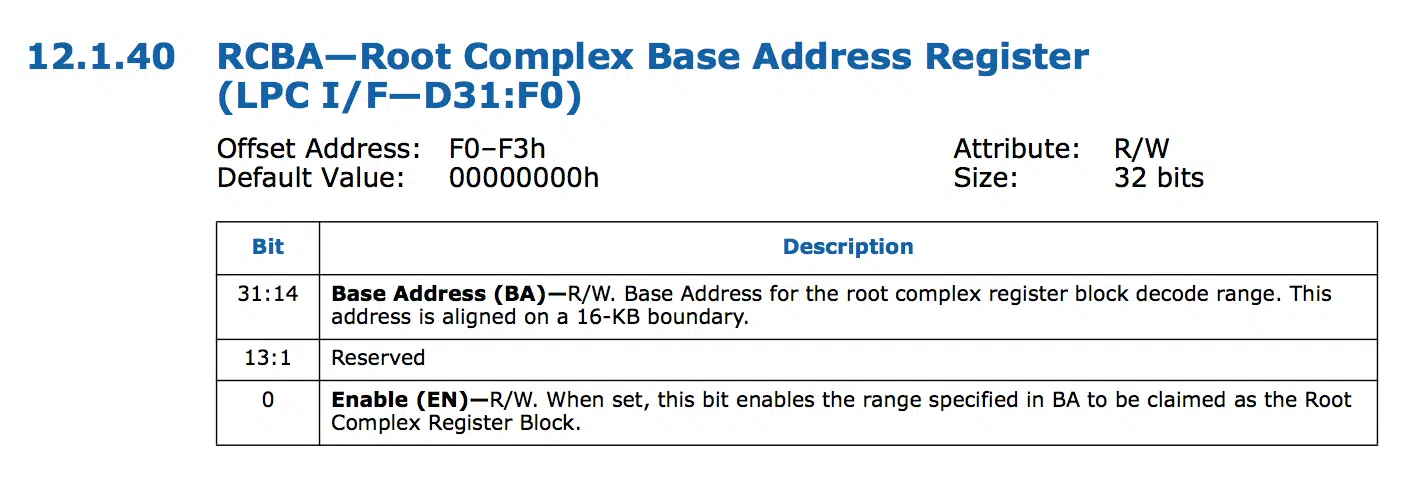 12.1.40 RCBA—Root Complex Base Address Register
(LPC I/F—D31:F0)
Offset Address: F0–F3h Attribute: R/W
Default Value: 00000000h Size: 32 bits
Bit Description
31:14 Base Address (BA)—R/W. Base Address for the root complex register block decode range. This
address is aligned on a 16-KB boundary.
13:1 Reserved
0 Enable (EN)—R/W. When set, this bit enables the range specified in BA to be claimed as the Root
Complex Register Block.